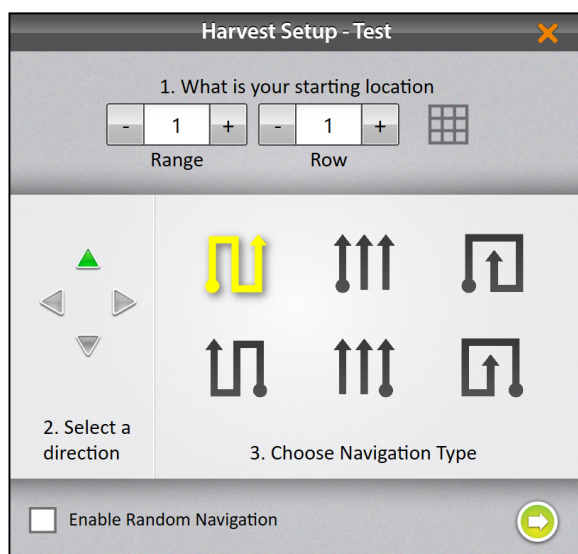 Harvest Setup - Test
1. What is your starting location
- 1 + - 1 +
Range Row
2. Select a
direction
3. Choose Navigation Type
Enable Random Navigation